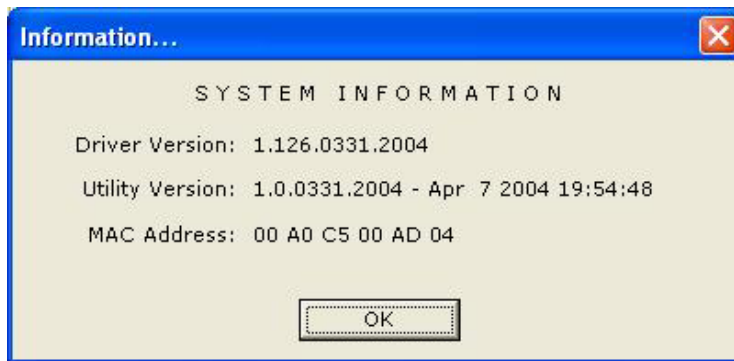 Information...
SYSTEM INFORMATION
Driver Version: 1.126.0331.2004
Utility Version: 1.0.0331.2004 - Apr  7 2004 19:54:48
MAC Address: 00 A0 C5 00 AD 04
OK